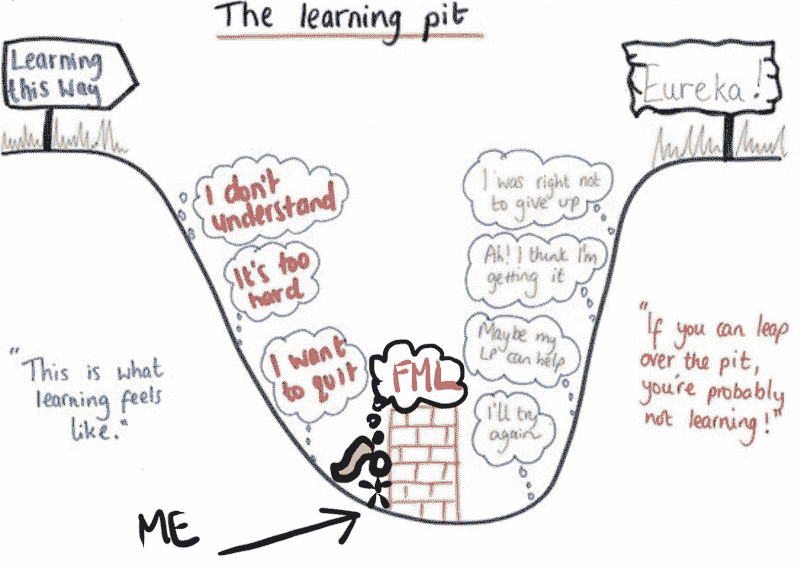 The learning pit
Learning
this Way
Eureka!
I don't
understand
It's too
hard
I want
to quit
FML
I was right not
to give up
Ah! I think I'm
getting it
Maybe my
LP can help
I'll try
again
"This is what
learning feels
like."
"If you can leap
over the pit,
you're probably
not learning!"
ME